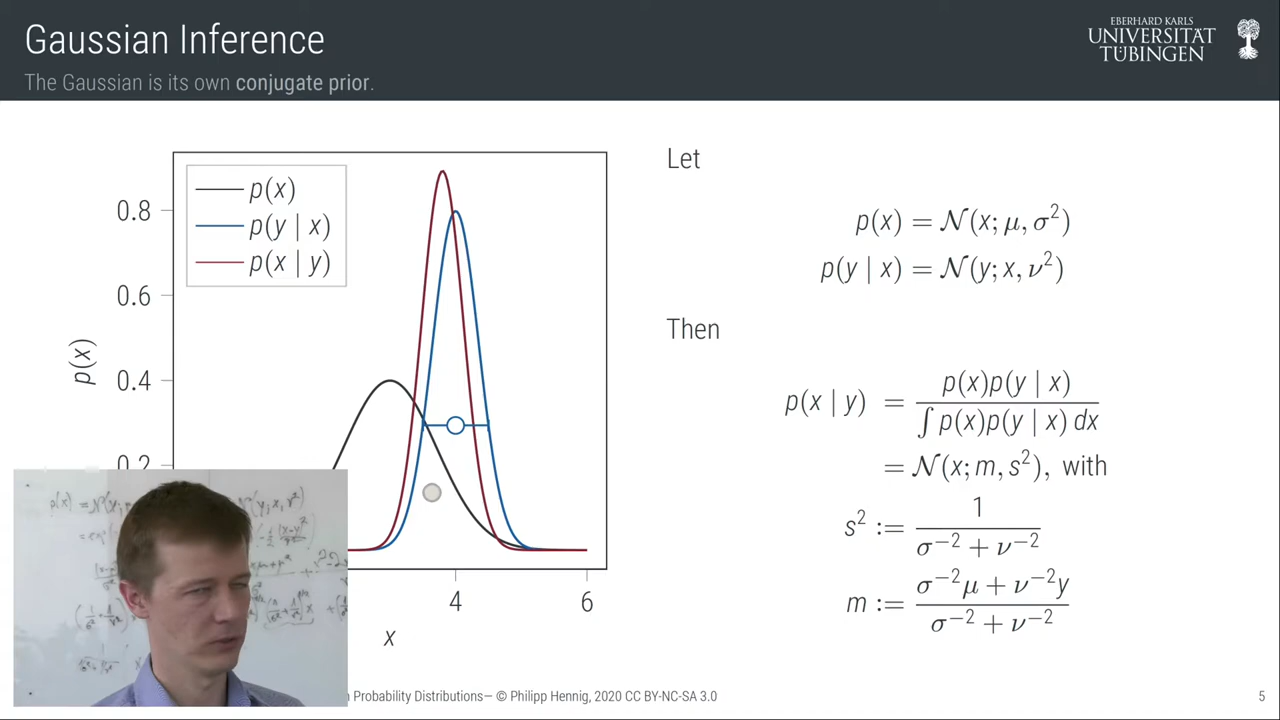 Gaussian Inference
The Gaussian is its own conjugate prior.
EBERHARD KARLS
UNIVERSITÄT
TÜBINGEN
p(x)
p(y | x)
p(x | y)
0.8
0.6
0.4
0.2
p(x)
4
6
x
Let
p(x) = 𝒩(x; μ, σ²)
p(y | x) = 𝒩(y; x, ν²)
Then
p(x | y) = p(x)p(y | x) / ∫ p(x)p(y | x) dx
= 𝒩(x; m, s²), with
s² := 1 / (σ⁻² + ν⁻²)
m := (σ⁻²μ + ν⁻²y) / (σ⁻² + ν⁻²)
Probability Distributions— © Philipp Hennig, 2020 CC BY-NC-SA 3.0
5